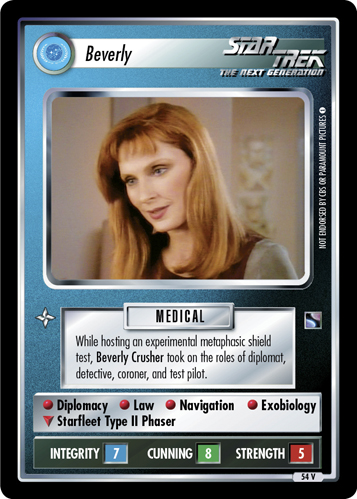 Beverly
STAR TREK
THE NEXT GENERATION
NOT ENDORSED BY CBS OR PARAMOUNT PICTURES
MEDICAL
While hosting an experimental metaphasic shield
test, Beverly Crusher took on the roles of diplomat,
detective, coroner, and test pilot.
• Diplomacy • Law • Navigation • Exobiology
▼ Starfleet Type II Phaser
INTEGRITY 7 CUNNING 8 STRENGTH 5
54 V